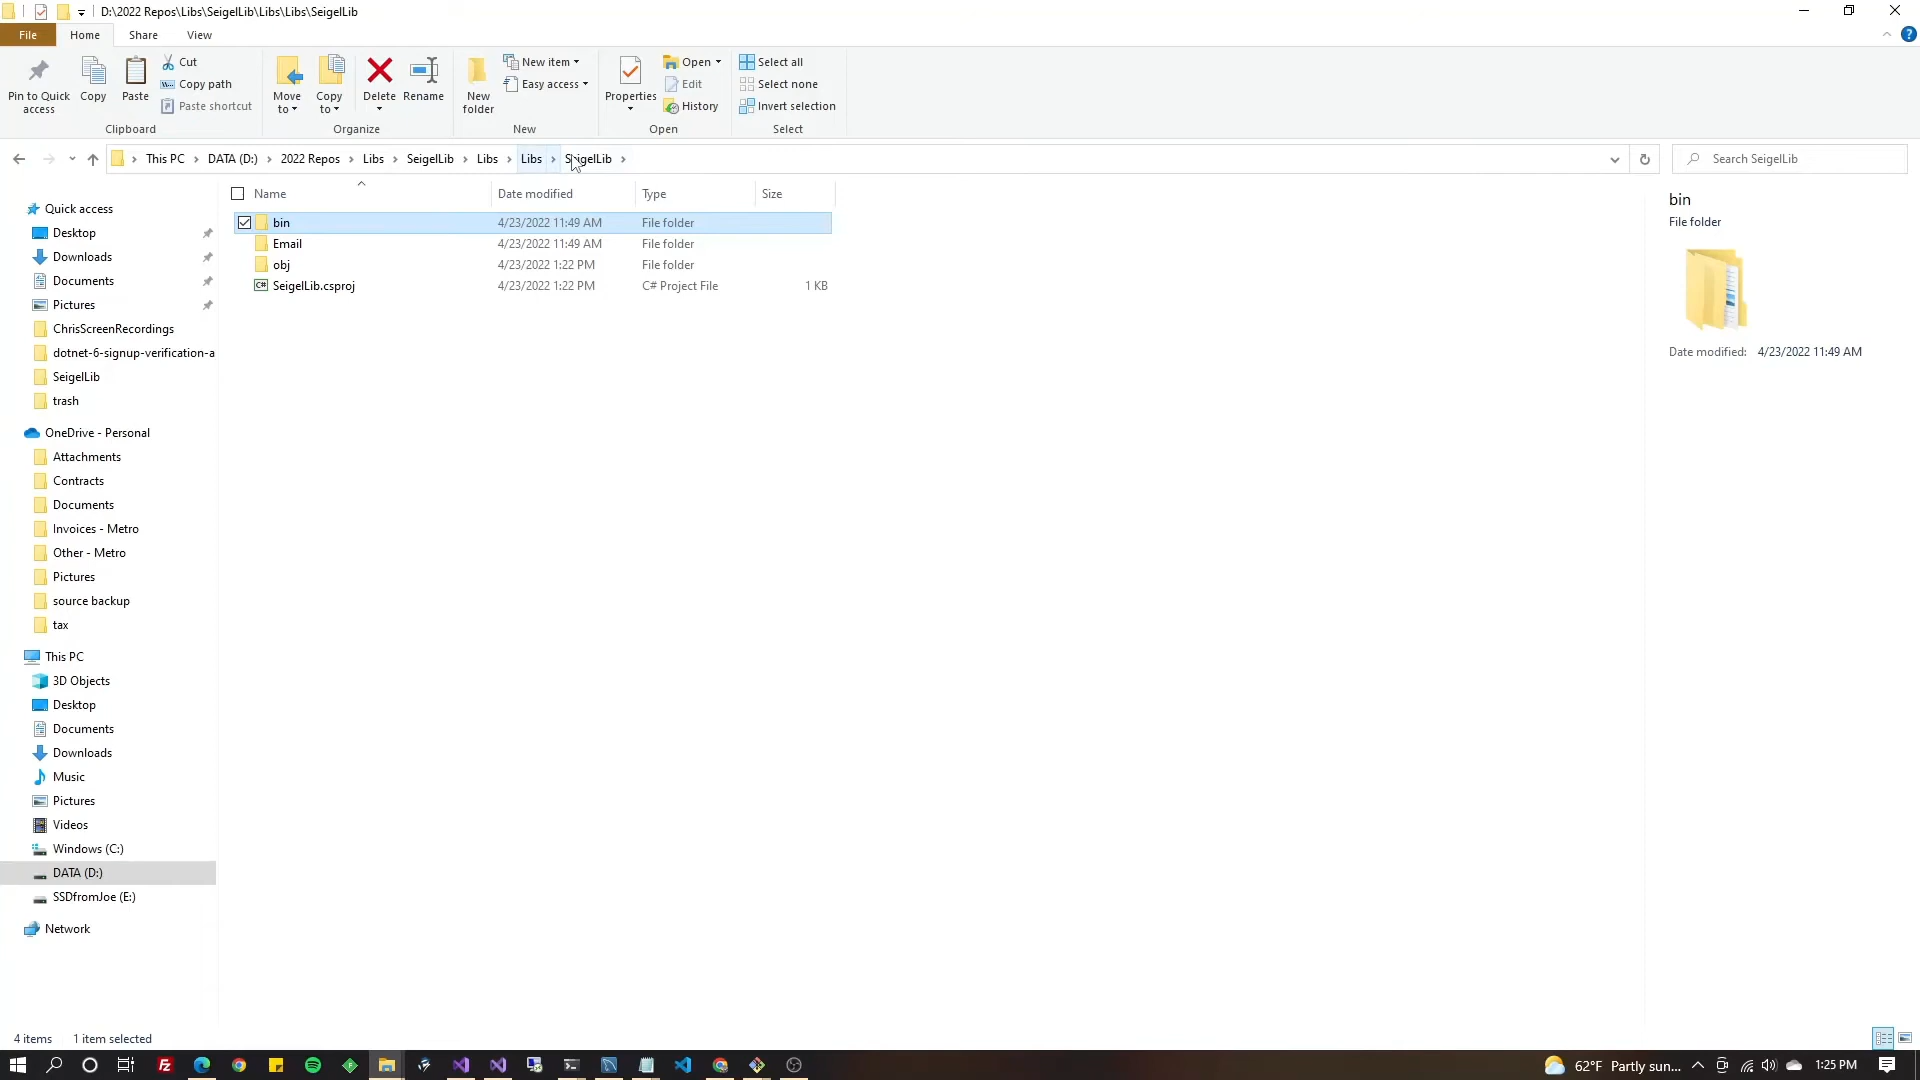 D:\2022 Repos\Libs\SeigelLib\Libs\Libs\SeigelLib
File Home Share View
Pin to Quick access
Copy
Paste
Cut
Copy path
Paste shortcut
Clipboard
Move to
Copy to
Delete
Rename
Organize
New folder
New item
Easy access
New
Properties
Open
Edit
History
Open
Select all
Select none
Invert selection
Select
This PC > DATA (D:) > 2022 Repos > Libs > SeigelLib > Libs > Libs > SeigelLib >
Search SeigelLib
Name Date modified Type Size
bin 4/23/2022 11:49 AM File folder
Email 4/23/2022 11:49 AM File folder
obj 4/23/2022 1:22 PM File folder
SeigelLib.csproj 4/23/2022 1:22 PM C# Project File 1 KB
Quick access
Desktop
Downloads
Documents
Pictures
ChrisScreenRecordings
dotnet-6-signup-verification-a
SeigelLib
trash
OneDrive - Personal
Attachments
Contracts
Documents
Invoices - Metro
Other - Metro
Pictures
source backup
tax
This PC
3D Objects
Desktop
Documents
Downloads
Music
Pictures
Videos
Windows (C:)
DATA (D:)
SSDfromJoe (E:)
Network
bin
File folder
Date modified: 4/23/2022 11:49 AM
4 items 1 item selected
62°F Partly sun... 1:25 PM